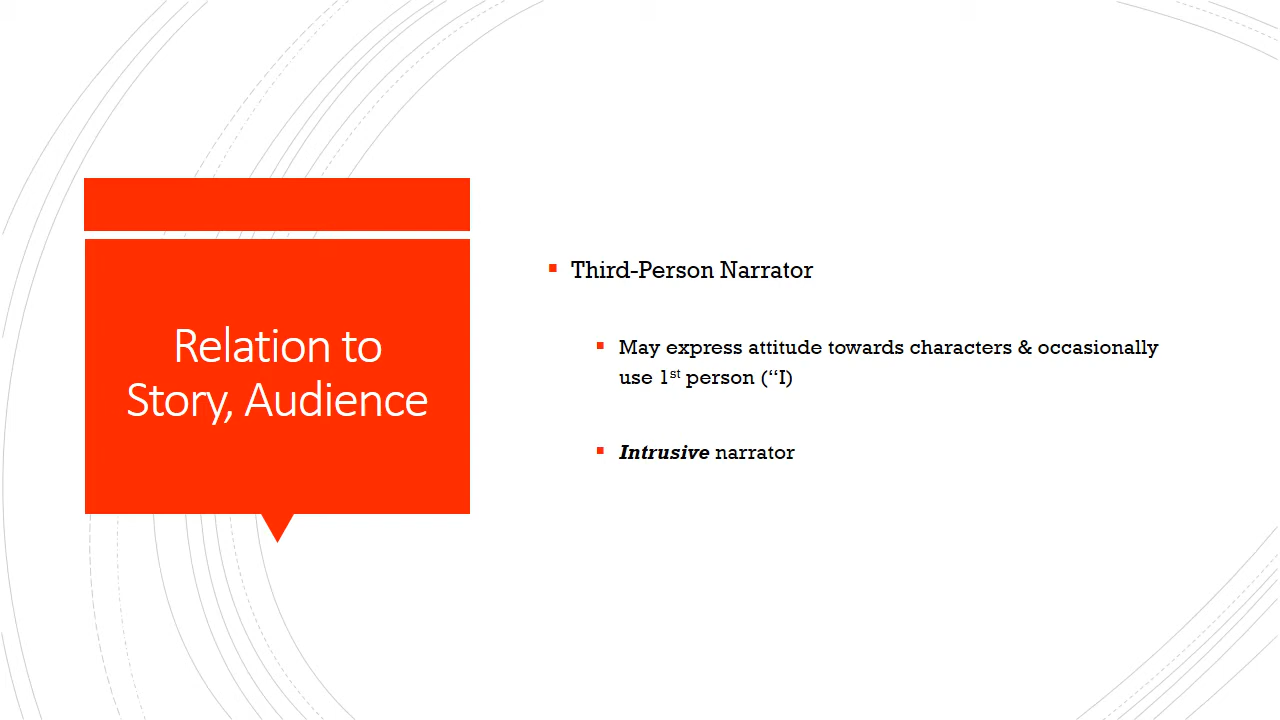 Relation to
Story, Audience
Third-Person Narrator
May express attitude towards characters & occasionally
use 1st person (“I)
Intrusive narrator